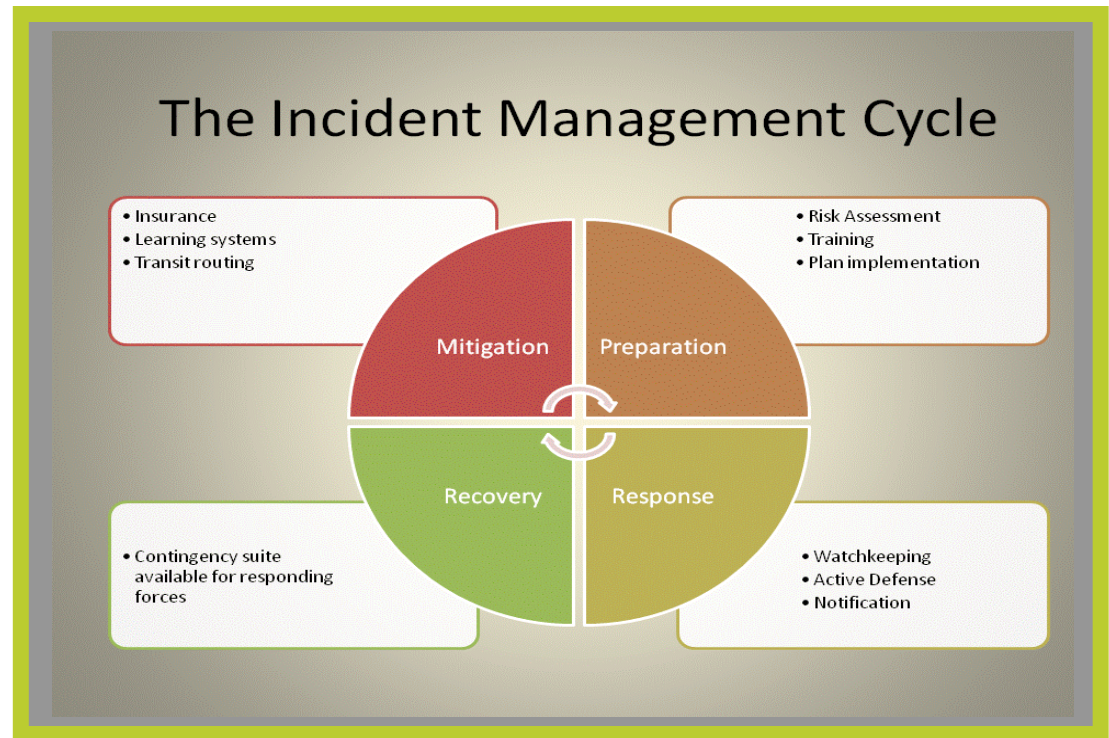 The Incident Management Cycle
• Insurance
• Learning systems
• Transit routing
• Risk Assessment
• Training
• Plan implementation
Mitigation
Preparation
Recovery
Response
• Contingency suite
available for responding
forces
• Watchkeeping
• Active Defense
• Notification